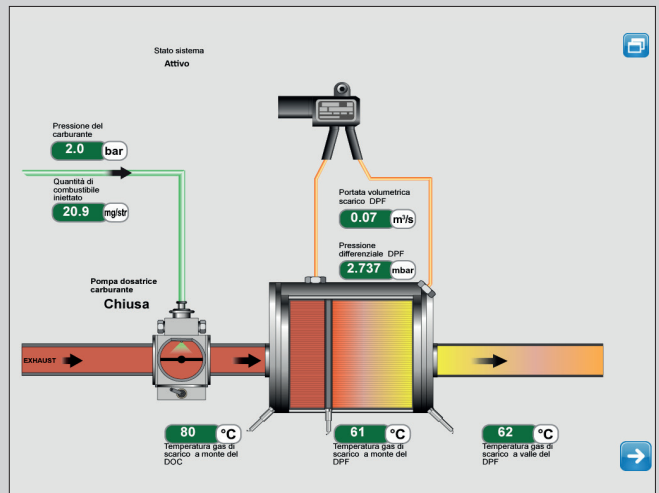 Stato sistema
Attivo
Pressione del
carburante
2.0 bar
Quantità di
combustibile
iniettato
20.9 mg/str
Portata volumetrica
scarico DPF
0.07 m³/s
Pressione
differenziale DPF
2.737 mbar
Pompa dosatrice
carburante
Chiusa
EXHAUST
80 °C
Temperatura gas di
scarico a monte del
DOC
61 °C
Temperatura gas di
scarico a monte del
DPF
62 °C
Temperatura gas di
scarico a valle del
DPF